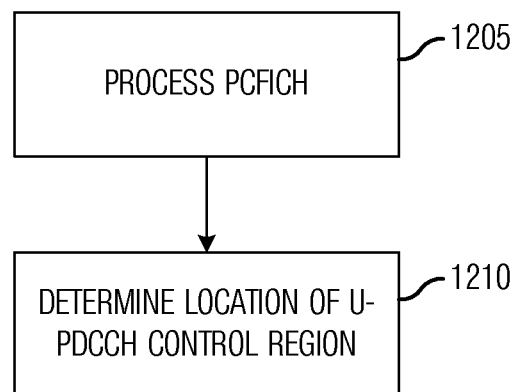 1205
PROCESS PCFICH
1210
DETERMINE LOCATION OF U-
PDCCH CONTROL REGION